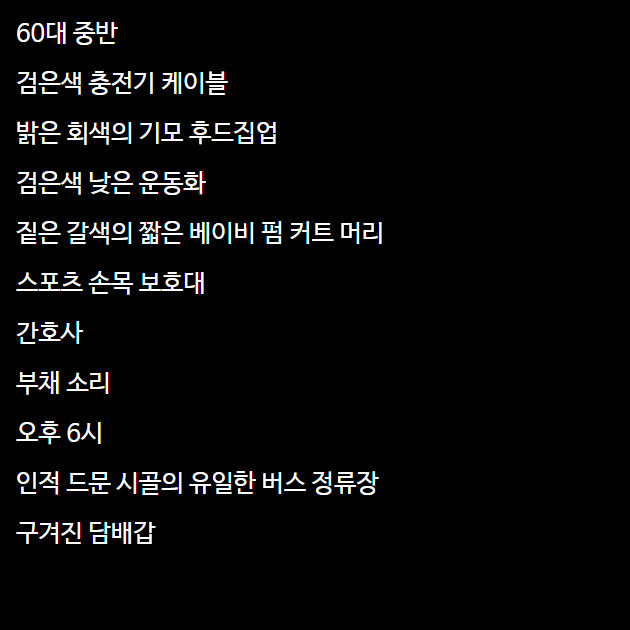 60대 중반
검은색 충전기 케이블
밝은 회색의 기모 후드집업
검은색 낮은 운동화
짙은 갈색의 짧은 베이비 펌 커트 머리
스포츠 손목 보호대
간호사
부채 소리
오후 6시
인적 드문 시골의 유일한 버스 정류장
구겨진 담배갑